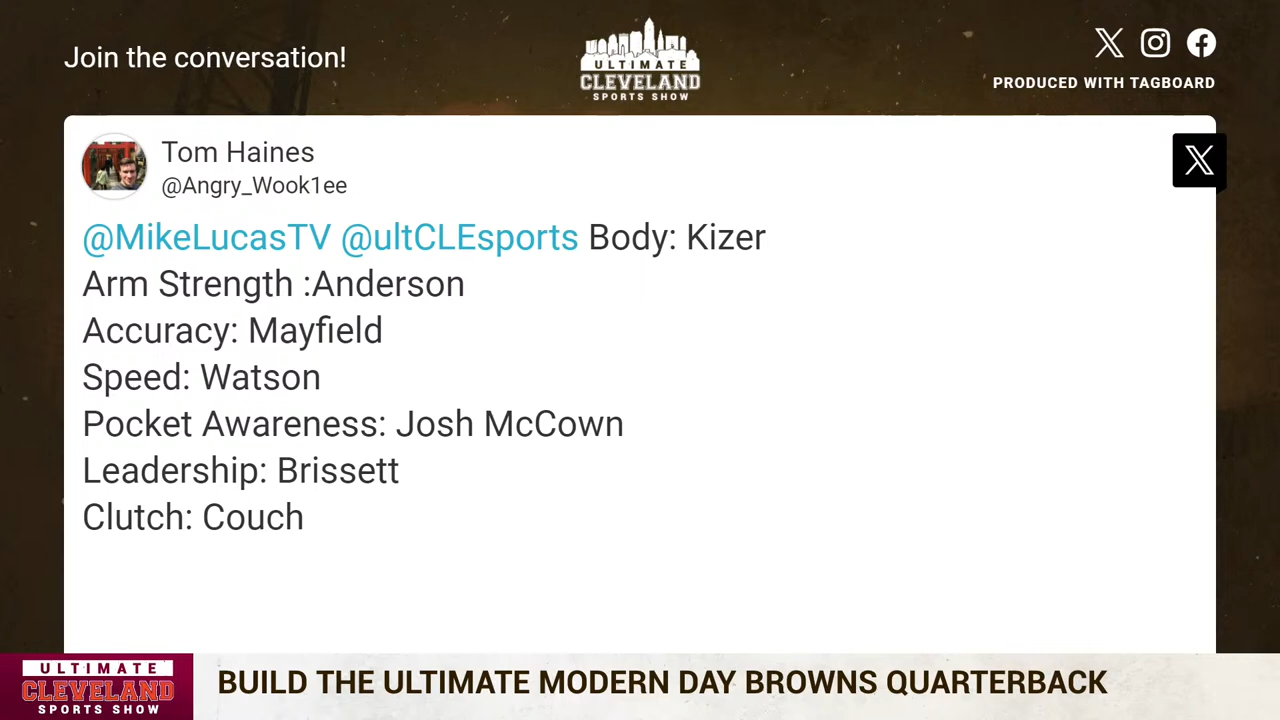 Join the conversation!
ULTIMATE
CLEVELAND
SPORTS SHOW
PRODUCED WITH TAGBOARD
Tom Haines
@Angry_Wook1ee
@MikeLucasTV @ultCLEsports Body: Kizer
Arm Strength :Anderson
Accuracy: Mayfield
Speed: Watson
Pocket Awareness: Josh McCown
Leadership: Brissett
Clutch: Couch
ULTIMATE
CLEVELAND
SPORTS SHOW
BUILD THE ULTIMATE MODERN DAY BROWNS QUARTERBACK